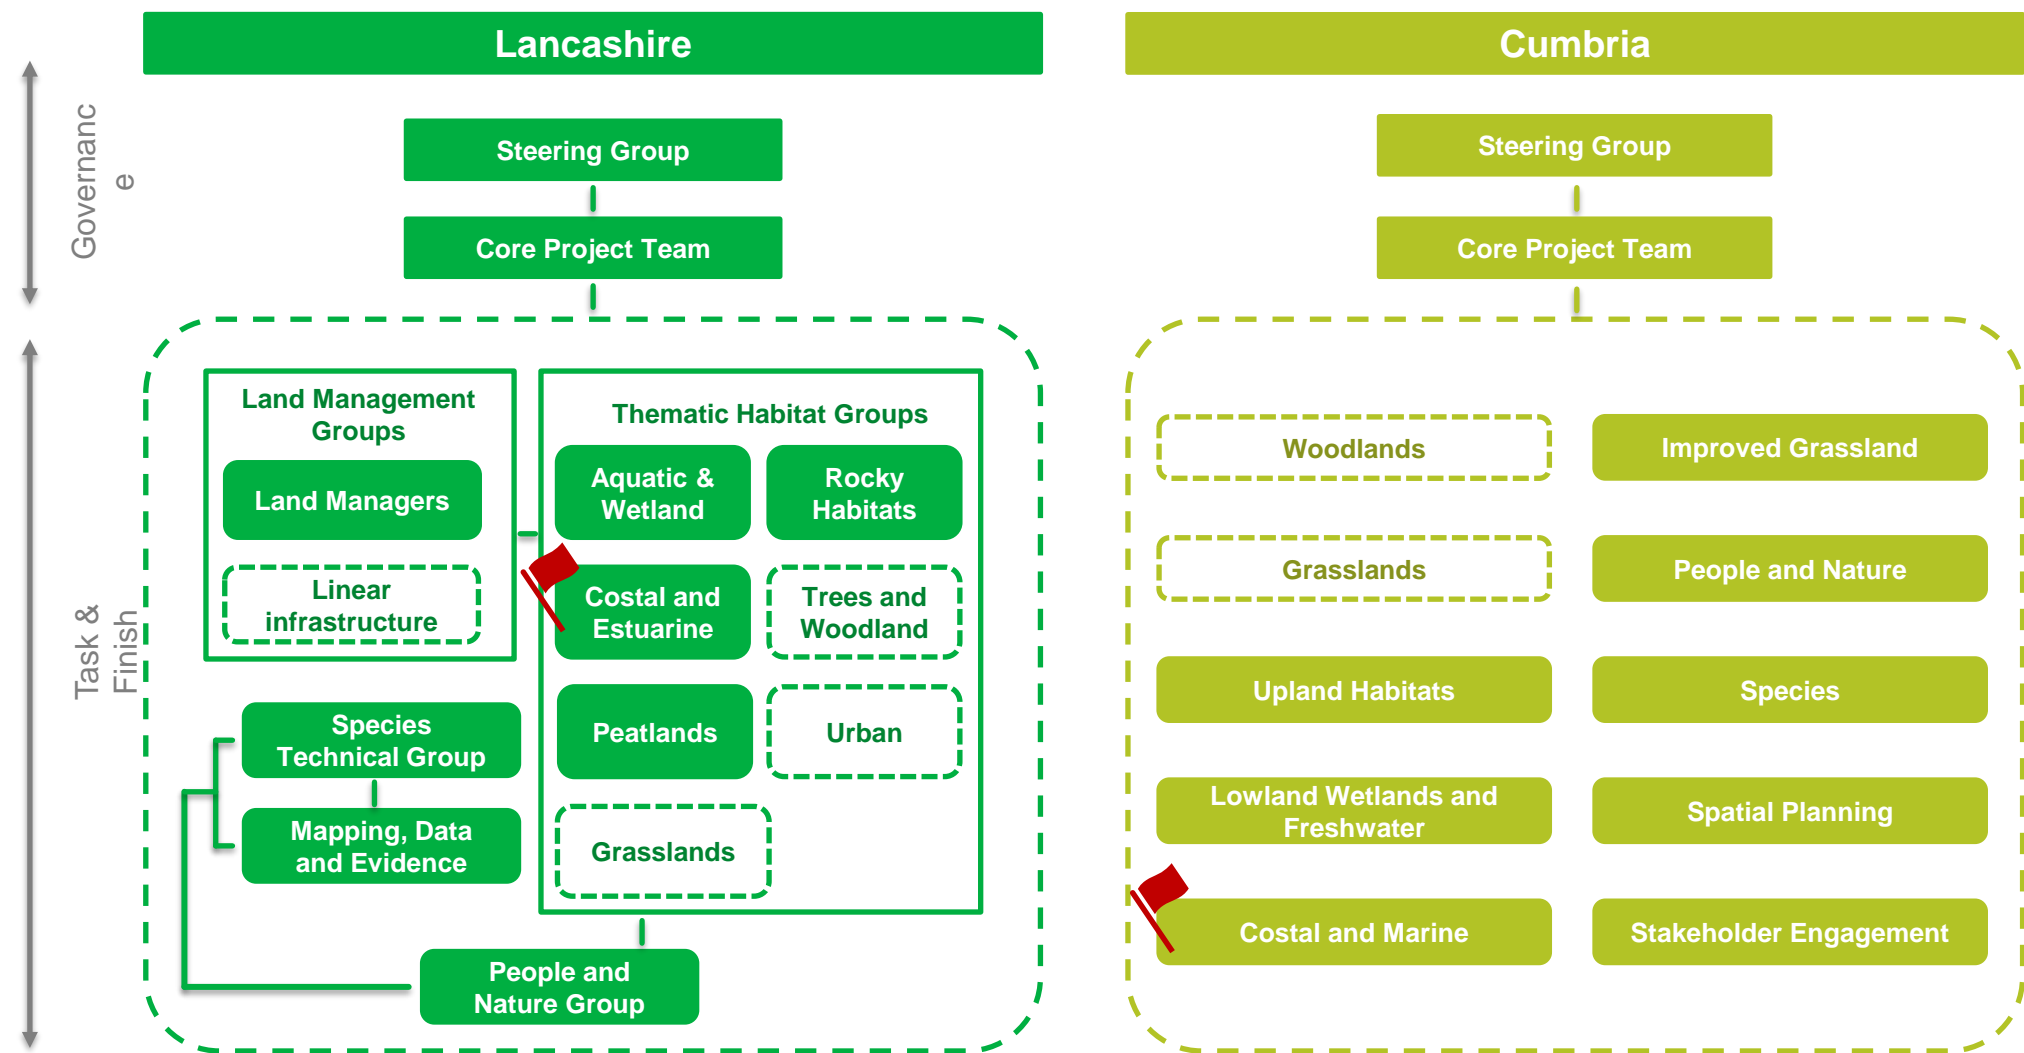 Lancashire
Governanc
e
Steering Group
Core Project Team
Task &
Finish
Land Management
Groups
Land Managers
Linear
infrastructure
Thematic Habitat Groups
Aquatic &
Wetland
Rocky
Habitats
Costal and
Estuarine
Trees and
Woodland
Peatlands
Urban
Grasslands
Species
Technical Group
Mapping, Data
and Evidence
People and
Nature Group
Cumbria
Steering Group
Core Project Team
Woodlands
Improved Grassland
Grasslands
People and Nature
Upland Habitats
Species
Lowland Wetlands and
Freshwater
Spatial Planning
Costal and Marine
Stakeholder Engagement